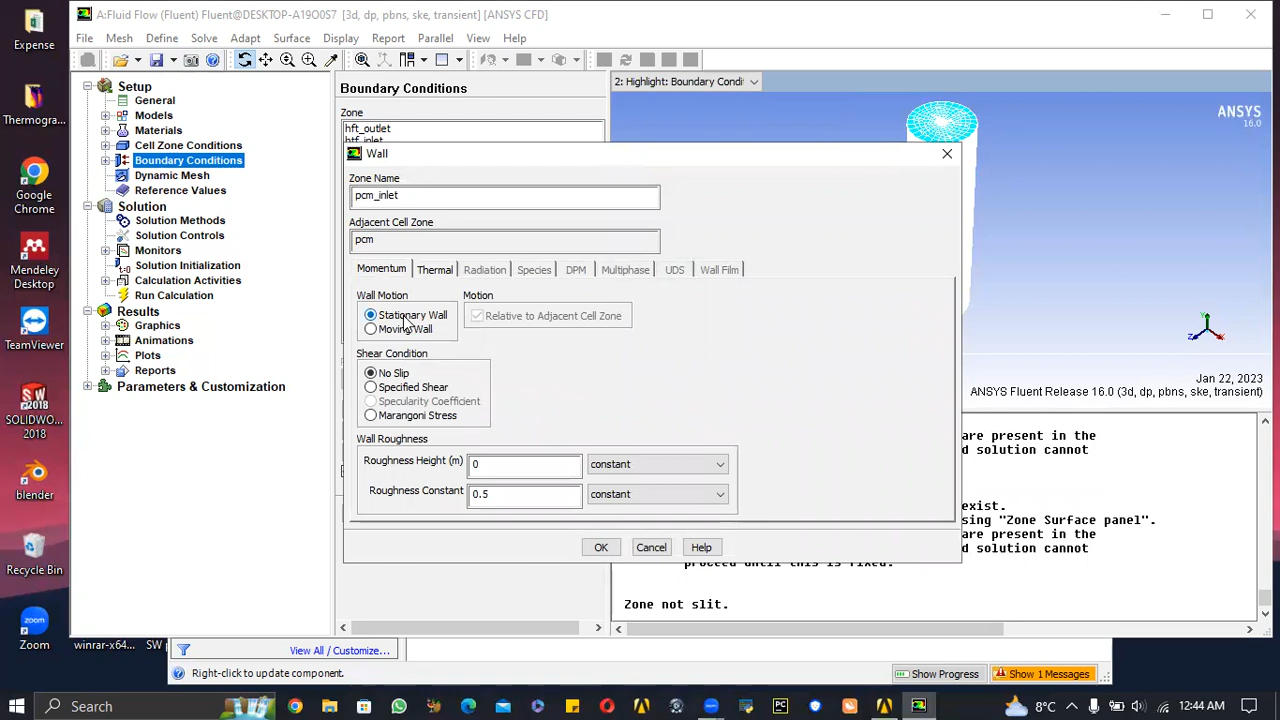 A:Fluid Flow (Fluent) Fluent@DESKTOP-A19O0S7 [3d, dp, pbns, ske, transient] [ANSYS CFD]
File Mesh Define Solve Adapt Surface Display Report Parallel View Help
Expense
Thermogra...
Google Chrome
Mendeley Desktop
TeamViewer
SOLIDWO... 2018
blender
Recycle Bin
Zoom
winrar-x64... SW p
Setup
General
Models
Materials
Cell Zone Conditions
Boundary Conditions
Dynamic Mesh
Reference Values
Solution
Solution Methods
Solution Controls
Monitors
Solution Initialization
Calculation Activities
Run Calculation
Results
Graphics
Animations
Plots
Reports
Parameters & Customization
Boundary Conditions
Zone
hft_outlet
htf_inlet
2: Highlight: Boundary Condi
ANSYS
16.0
Wall
Zone Name
pcm_inlet
Adjacent Cell Zone
pcm
Momentum Thermal Radiation Species DPM Multiphase UDS Wall Film
Wall Motion Motion
Stationary Wall Relative to Adjacent Cell Zone
Moving Wall
Shear Condition
No Slip
Specified Shear
Specularity Coefficient
Marangoni Stress
Wall Roughness
Roughness Height (m) 0 constant
Roughness Constant 0.5 constant
OK Cancel Help
Jan 22, 2023
ANSYS Fluent Release 16.0 (3d, dp, pbns, ske, transient)
are present in the
d solution cannot
exist.
sing "Zone Surface panel".
are present in the
d solution cannot
proceed until this is fixed.
Zone not slit.
View All / Customize...
Right-click to update component.
Show Progress Show 1 Messages
Search
8°C
12:44 AM